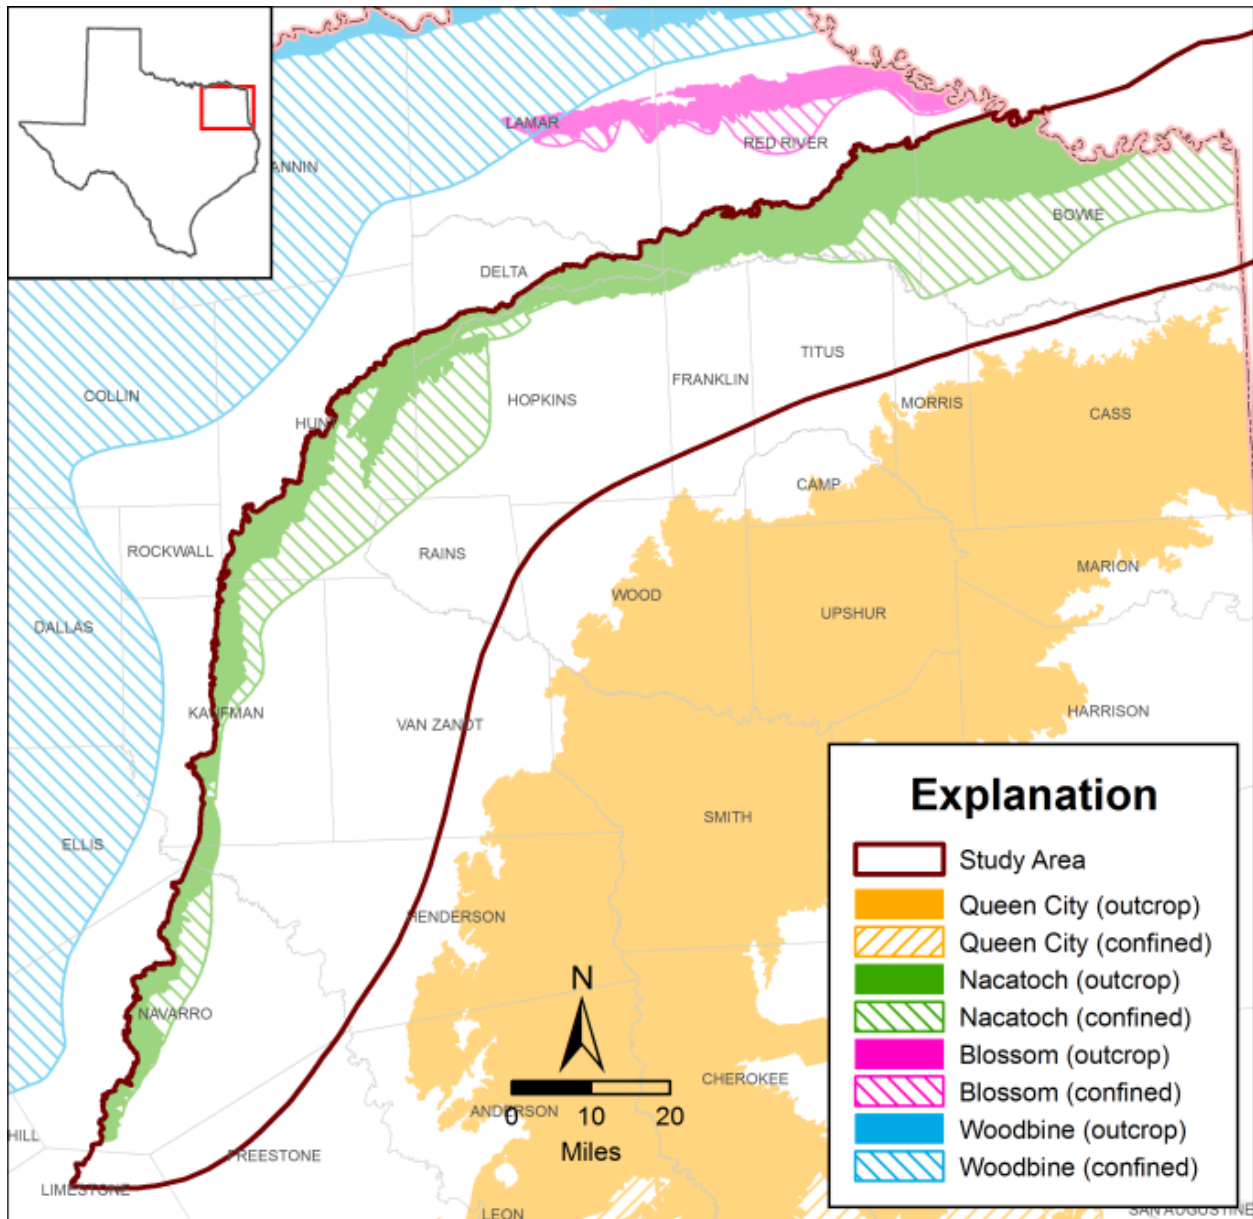 LAMAR
RED RIVER
ANNIN
BOWIE
DELTA
TITUS
FRANKLIN
COLLIN
HOPKINS
MORRIS
CASS
HUNT
CAMP
ROCKWALL
RAINS
MARION
WOOD
UPSHUR
DALLAS
KAUFMAN
VAN ZANDT
HARRISON
SMITH
ELLIS
HENDERSON
NAVARRO
CHEROKEE
ANDERSON
HILL
FREESTONE
LIMESTONE
LEON
SAN AUGUSTINE
N
0 10 20
Miles
Explanation
Study Area
Queen City (outcrop)
Queen City (confined)
Nacatoch (outcrop)
Nacatoch (confined)
Blossom (outcrop)
Blossom (confined)
Woodbine (outcrop)
Woodbine (confined)